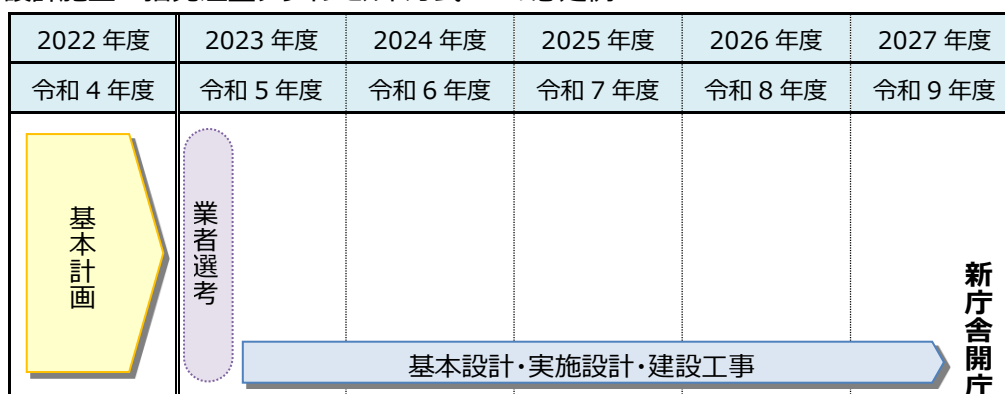 2022 年度
2023 年度
2024 年度
2025 年度
2026 年度
2027 年度
令和 4 年度
令和 5 年度
令和 6 年度
令和 7 年度
令和 8 年度
令和 9 年度
基本計画
業者選考
基本設計・実施設計・建設工事
新庁舎開庁